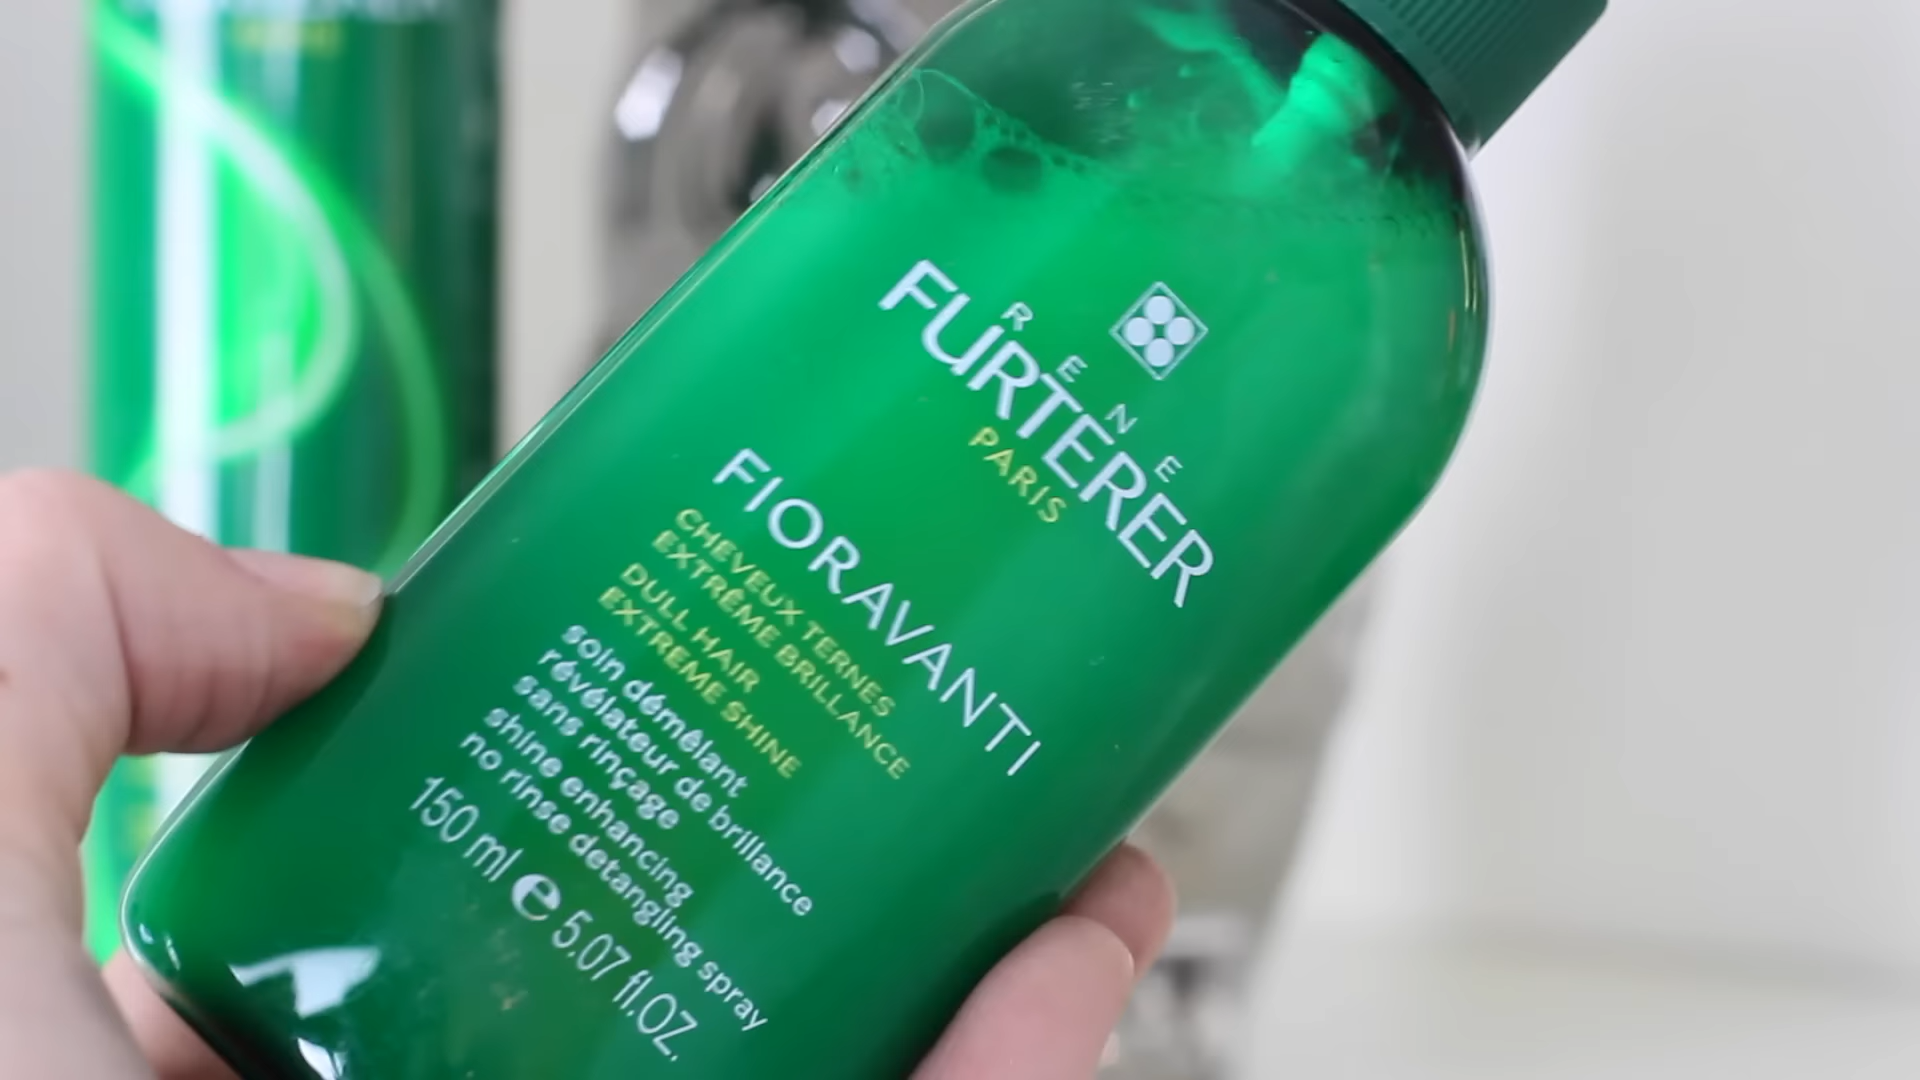 RENE
FURTERER
PARIS
FIORAVANTI
CHEVEUX TERNES
EXTRÊME BRILLANCE
DULL HAIR
EXTREME SHINE
soin démêlant
révélateur de brillance
sans rinçage
shine enhancing
no rinse detangling spray
150 ml e 5.07 fl.OZ.